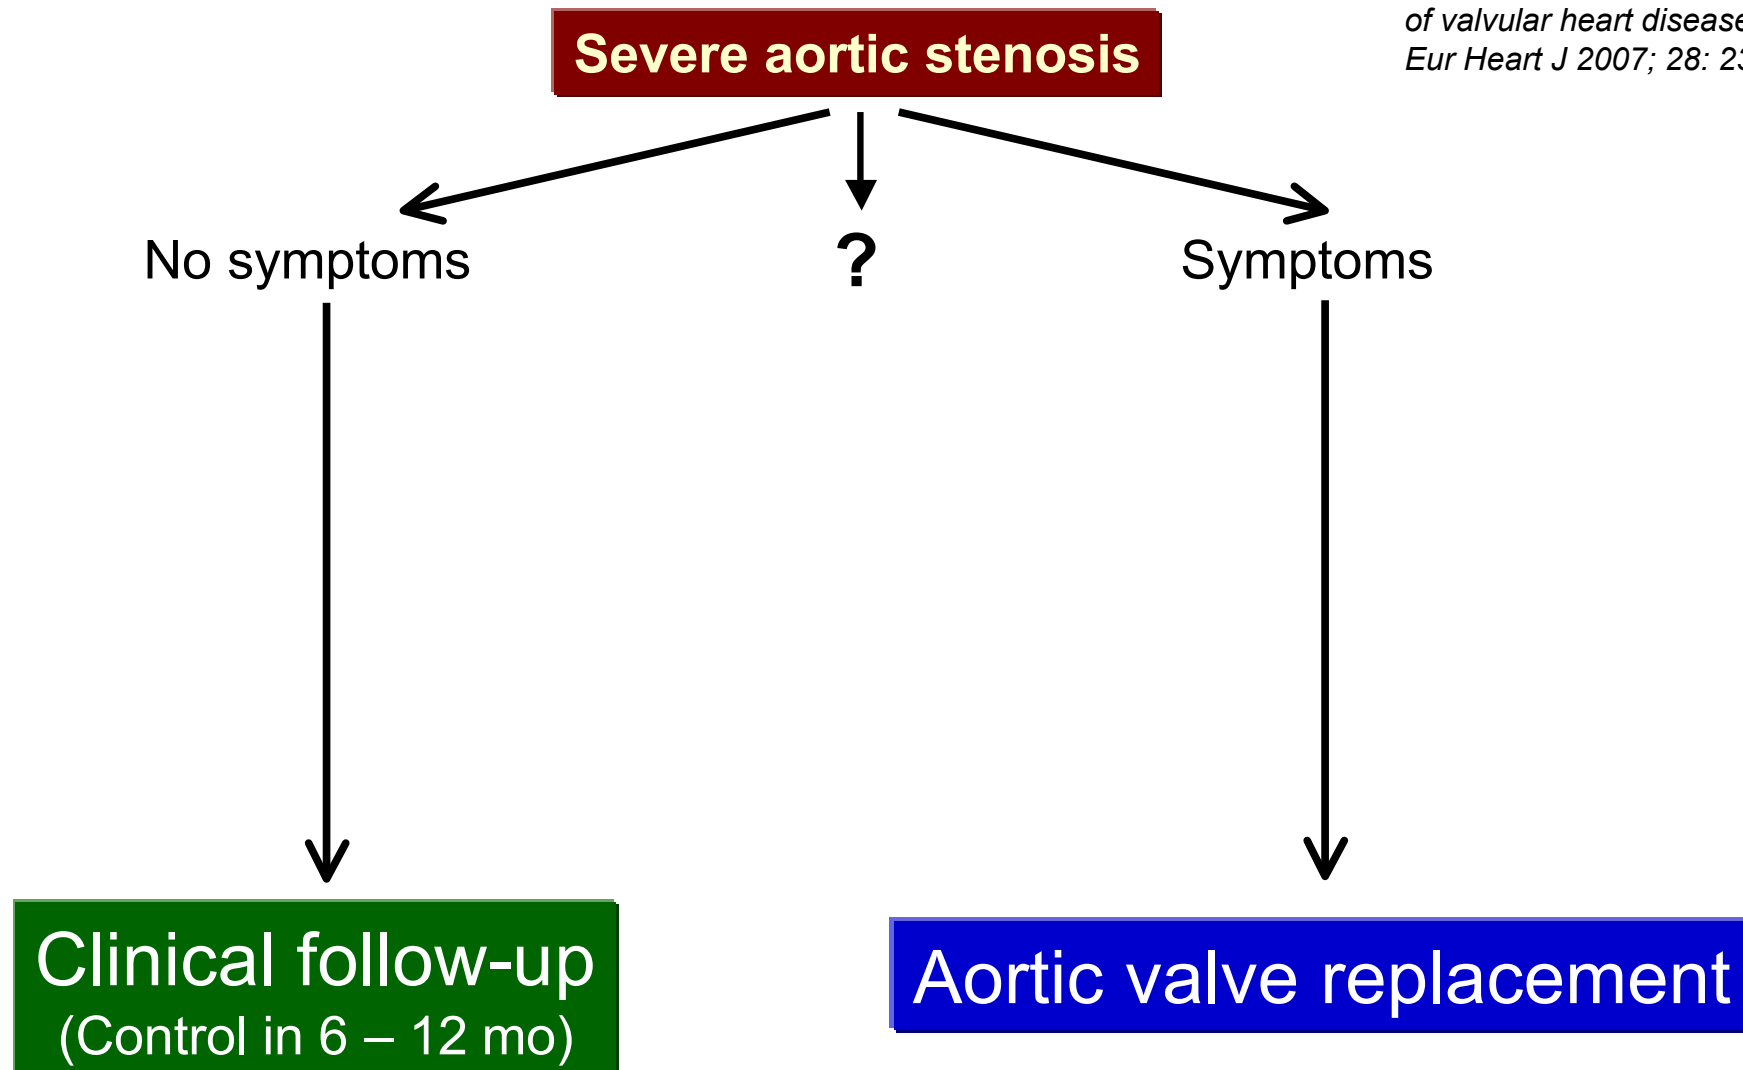 of valvular heart disease
Eur Heart J 2007; 28:
Severe aortic stenosis
No symptoms
?
Symptoms
Clinical follow-up
(Control in 6 – 12 mo)
Aortic valve replacement